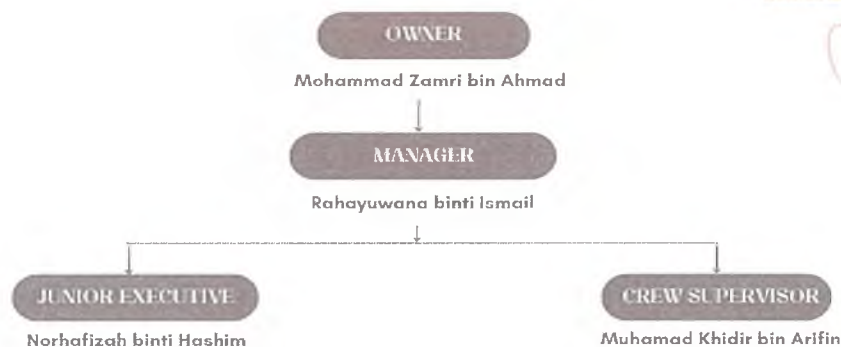 OWNER
Mohammad Zamri bin Ahmad
MANAGER
Rahayuwana binti Ismail
JUNIOR EXECUTIVE
CREW SUPERVISOR
Norhafizah binti Hashim
Muhamad Khidir bin Arifin